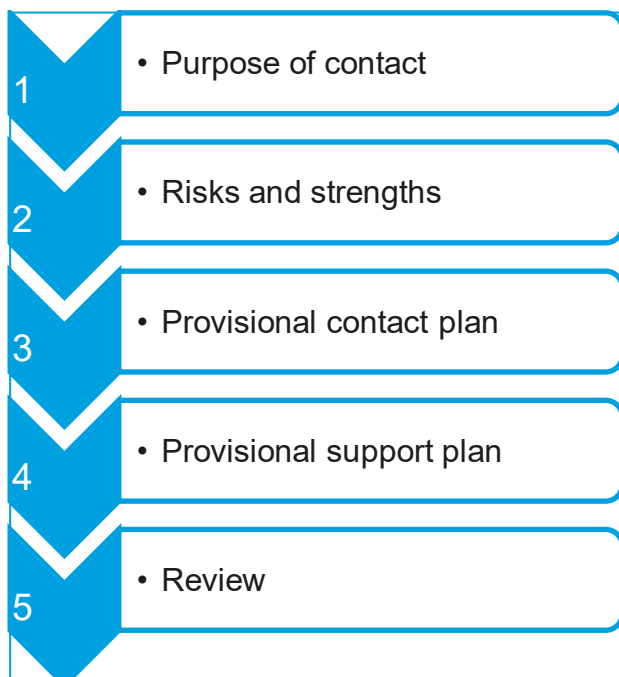 1
• Purpose of contact
2
• Risks and strengths
3
• Provisional contact plan
4
• Provisional support plan
5
• Review